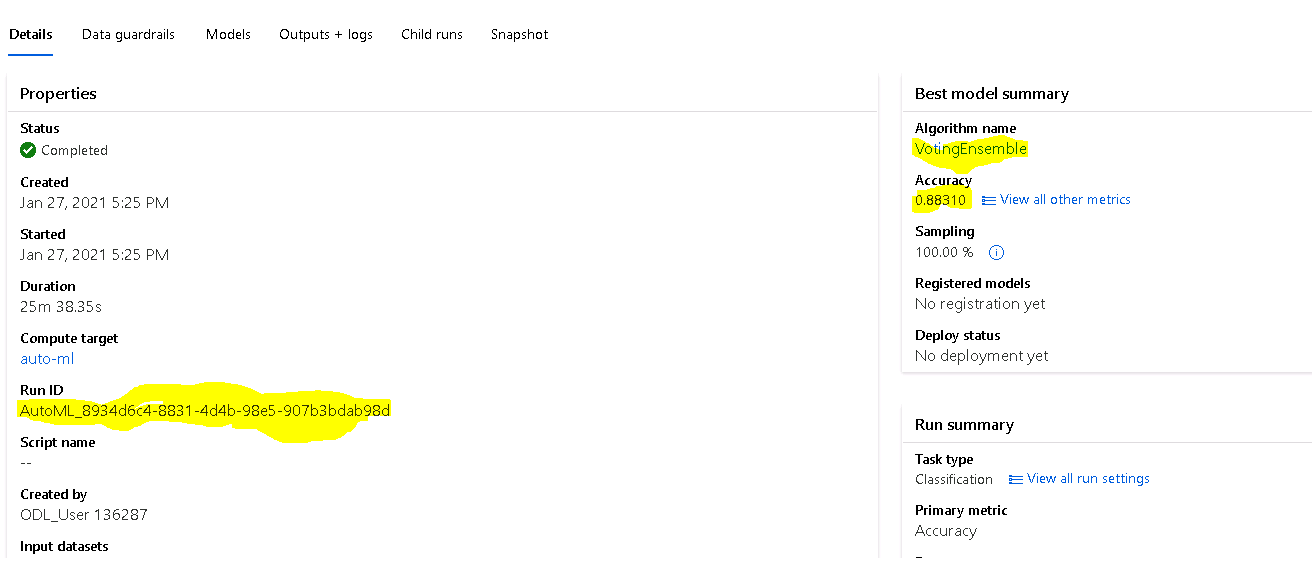 Details Data guardrails Models Outputs + logs Child runs Snapshot
Properties
Status
Completed
Created
Jan 27, 2021 5:25 PM
Started
Jan 27, 2021 5:25 PM
Duration
25m 38.35s
Compute target
auto-ml
Run ID
AutoML_8934d6c4-8831-4d4b-98e5-907b3bdab98d
Script name
--
Created by
ODL_User 136287
Input datasets
Best model summary
Algorithm name
VotingEnsemble
Accuracy
0.88310 View all other metrics
Sampling
100.00 %
Registered models
No registration yet
Deploy status
No deployment yet
Run summary
Task type
Classification View all run settings
Primary metric
Accuracy